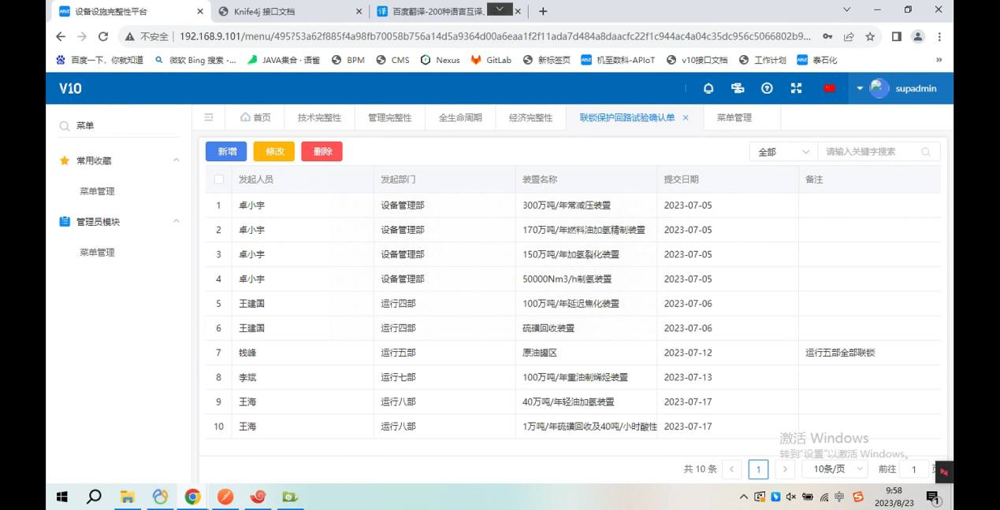 设备设施完整性平台
Knife4j 接口文档
百度翻译-200种语言互译、
不安全
192.168.9.101/menu/495?53a62f885f4a98fb70058b756a14d5a9364d00a6eaa1f2f11ada7d484a8daacfc22f1c944ac4a04c35dc956c5066802b9...
百度一下，你就知道
微软 Bing 搜索 -...
JAVA集合 · 语雀
BPM
CMS
Nexus
GitLab
新标签页
机至数科-APIoT
v10接口文档
工作计划
泰石化
»
V10
supadmin
菜单
首页
技术完整性
管理完整性
全生命周期
经济完整性
联锁保护回路试验确认单
菜单管理
常用收藏
菜单管理
管理员模块
菜单管理
新增
修改
删除
全部
请输入关键字搜索
发起人员 发起部门 装置名称 提交日期 备注
1 卓小宇 设备管理部 300万吨/年常减压装置 2023-07-05
2 卓小宇 设备管理部 170万吨/年燃料油加氢精制装置 2023-07-05
3 卓小宇 设备管理部 150万吨/年加氢裂化装置 2023-07-05
4 卓小宇 设备管理部 50000Nm3/h制氢装置 2023-07-05
5 王建国 运行四部 100万吨/年延迟焦化装置 2023-07-06
6 王建国 运行四部 硫磺回收装置 2023-07-06
7 钱峰 运行五部 原油罐区 2023-07-12 运行五部全部联锁
8 李斌 运行七部 100万吨/年重油制烯烃装置 2023-07-13
9 王海 运行八部 40万吨/年轻油加氢装置 2023-07-17
10 王海 运行八部 1万吨/年硫磺回收及40吨/小时酸性 2023-07-17
激活 Windows
转到"设置"以激活 Windows。
共 10 条
1
10条/页
前往
1
中
9:58
2023/8/23
1